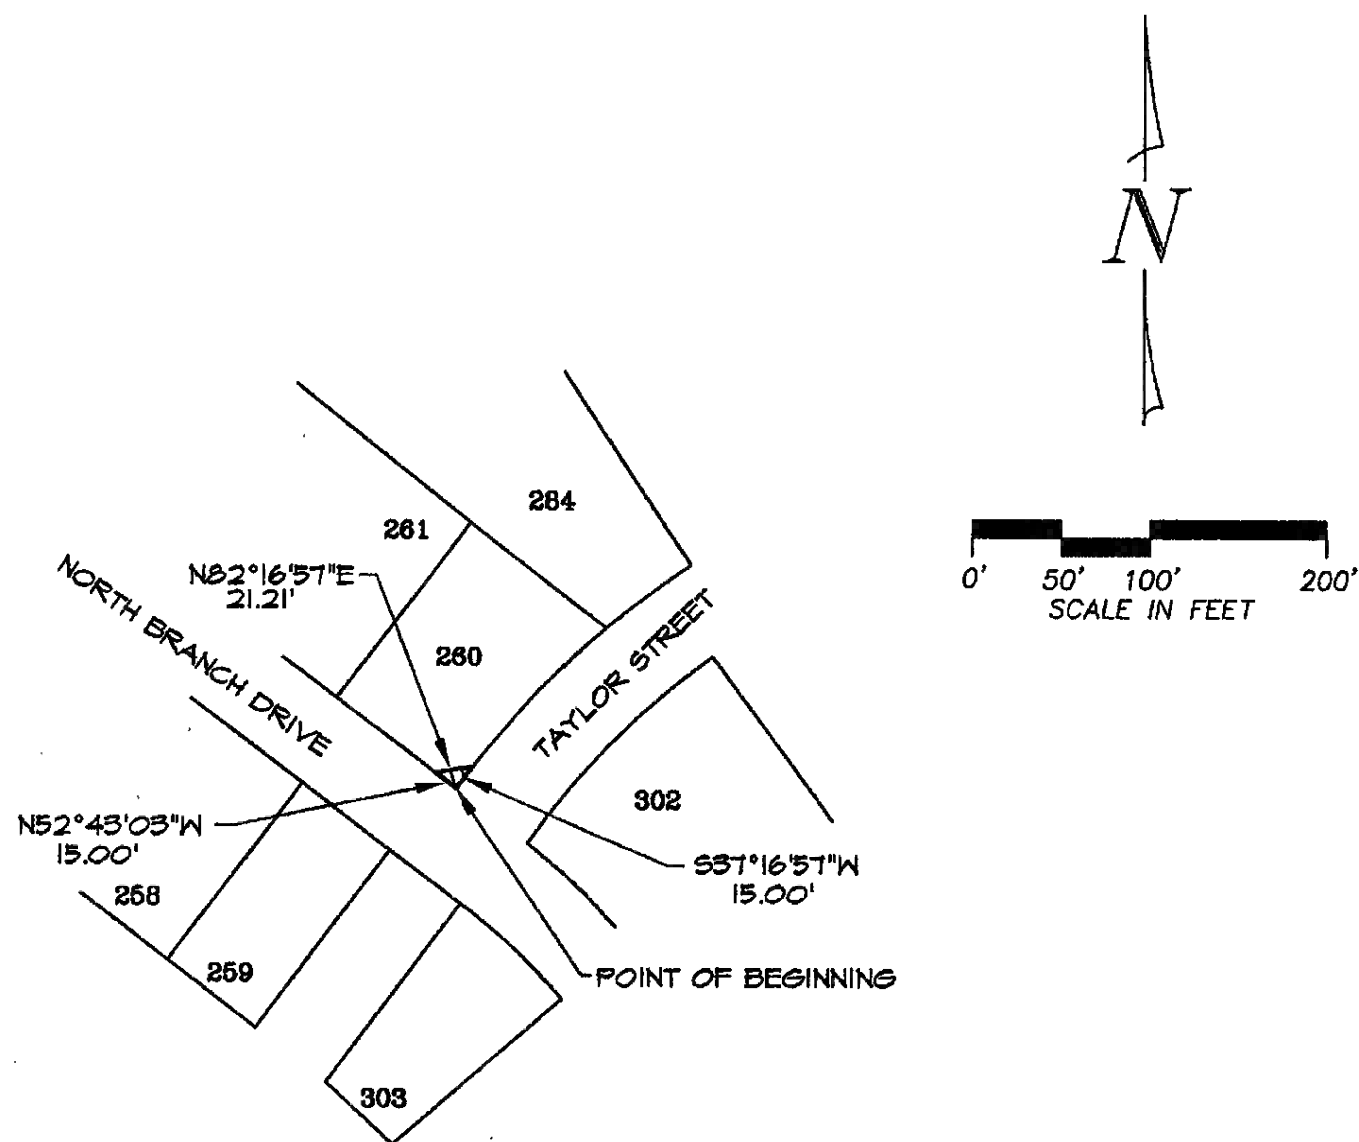 N
0' 50' 100' 200'
SCALE IN FEET
284
261
N82°16'57"E
21.21'
NORTH BRANCH DRIVE
260
TAYLOR STREET
302
N52°43'03"W
15.00'
S37°16'57"W
15.00'
258
259
POINT OF BEGINNING
303